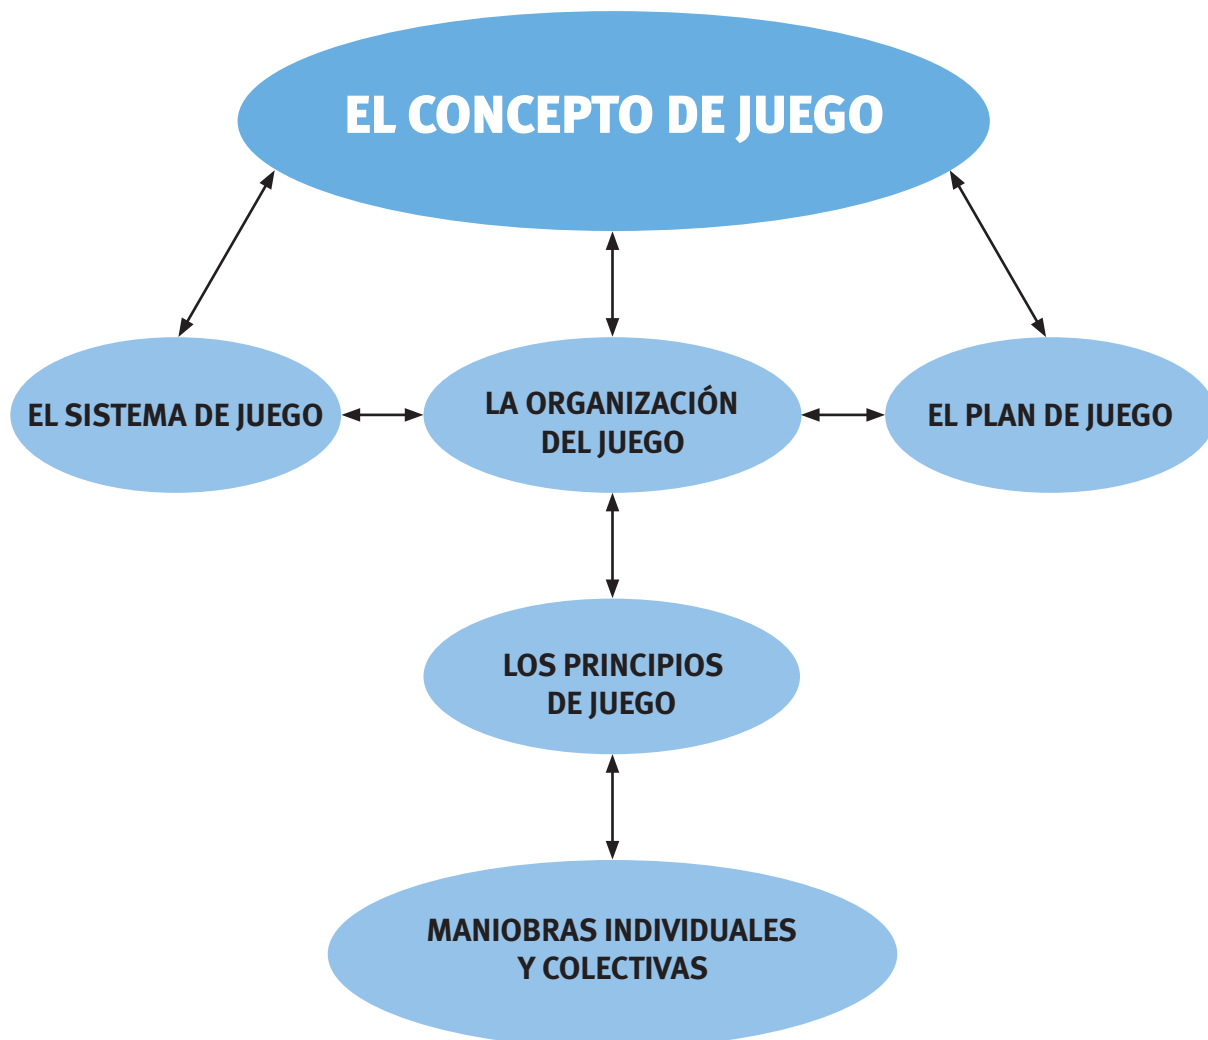 EL CONCEPTO DE JUEGO
EL SISTEMA DE JUEGO
LA ORGANIZACIÓN
DEL JUEGO
EL PLAN DE JUEGO
LOS PRINCIPIOS
DE JUEGO
MANIOBRAS INDIVIDUALES
Y COLECTIVAS